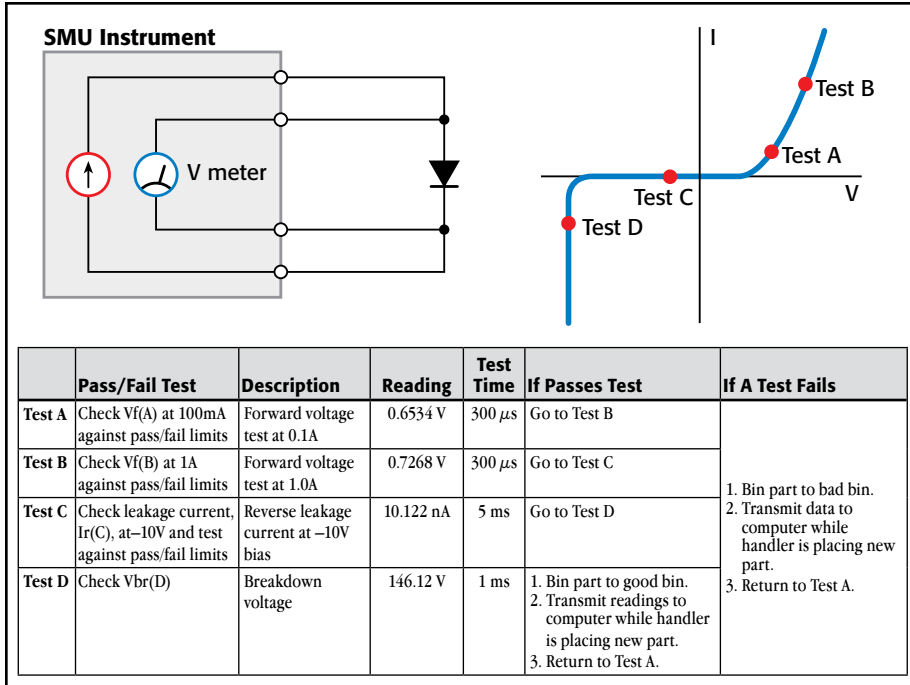 SMU Instrument
V meter
I
Test B
Test A
V
Test C
Test D
Pass/Fail Test
Description
Reading
Test
Time
If Passes Test
If A Test Fails
Test A
Check Vf(A) at 100mA
against pass/fail limits
Forward voltage
test at 0.1A
0.6534 V
300 μs
Go to Test B
Test B
Check Vf(B) at 1A
against pass/fail limits
Forward voltage
test at 1.0A
0.7268 V
300 μs
Go to Test C
Test C
Check leakage current,
Ir(C), at–10V and test
against pass/fail limits
Reverse leakage
current at –10V
bias
10.122 nA
5 ms
Go to Test D
Test D
Check Vbr(D)
Breakdown
voltage
146.12 V
1 ms
1. Bin part to good bin.
2. Transmit readings to
computer while handler
is placing new part.
3. Return to Test A.
1. Bin part to bad bin.
2. Transmit data to
computer while
handler is placing new
part.
3. Return to Test A.